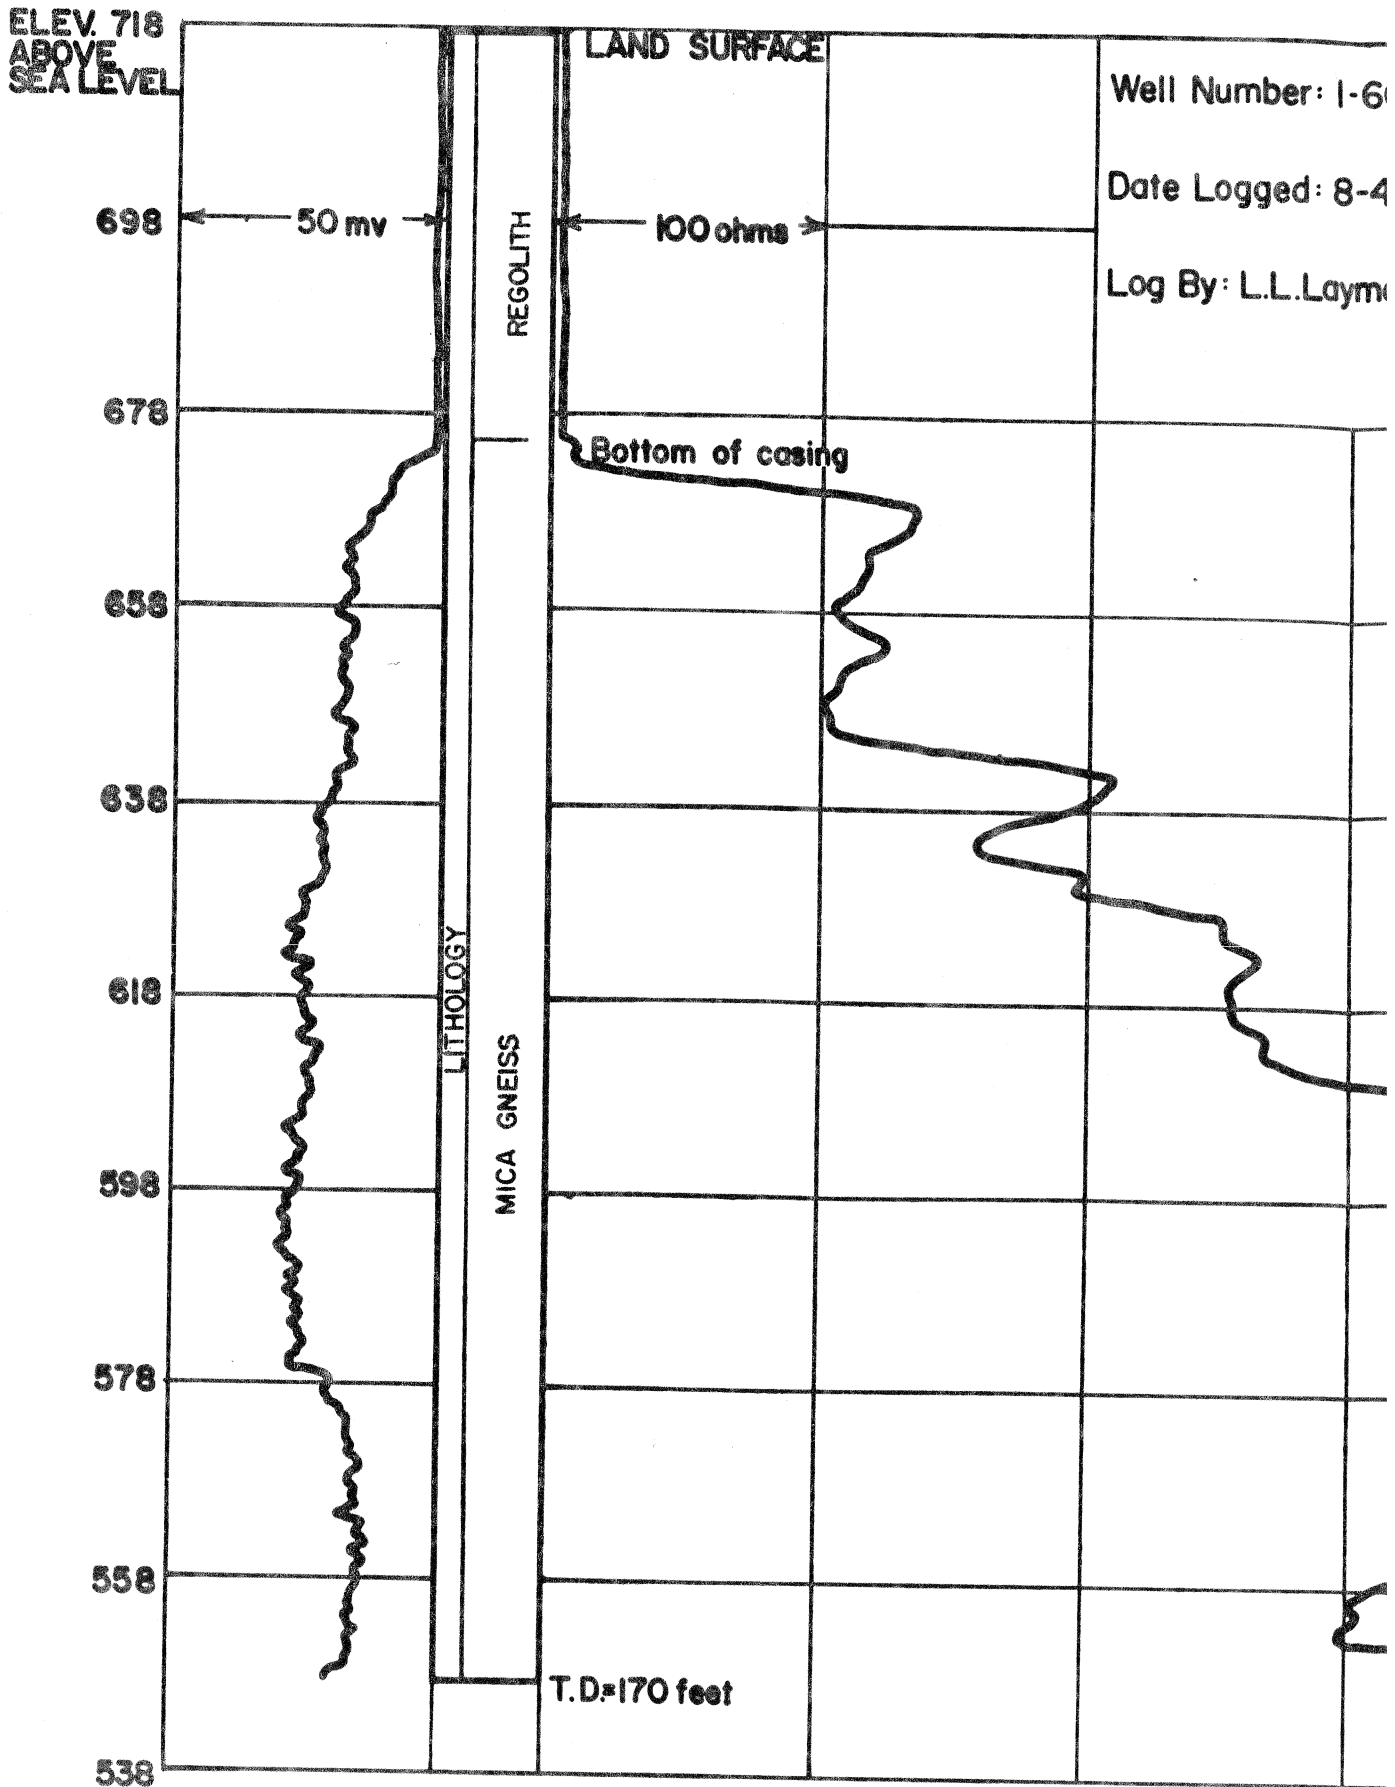 ELEV. 718
ABOVE
SEA LEVEL
LAND SURFACE
Well Number: 1-6
Date Logged: 8-4
Log By: L.L.Layme
698
50 mv
100 ohms
REGOLITH
678
Bottom of casing
658
638
618
LITHOLOGY
MICA GNEISS
598
578
558
T.D.=170 feet
538